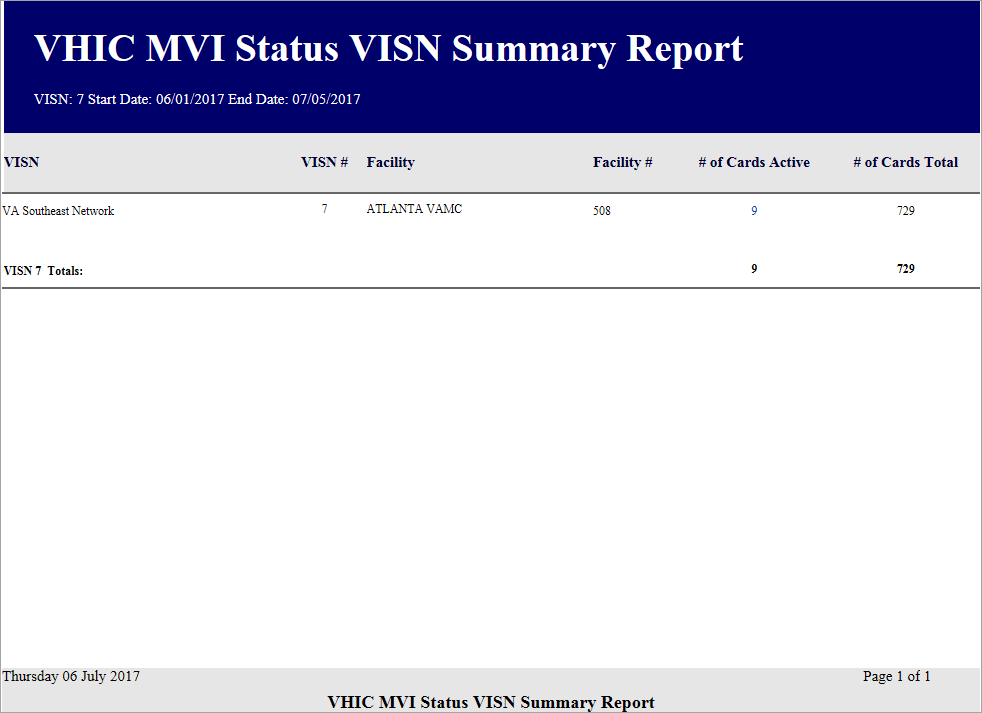 VHIC MVI Status VISN Summary Report
VISN: 7 Start Date: 06/01/2017 End Date: 07/05/2017
VISN VISN # Facility Facility # # of Cards Active # of Cards Total
VA Southeast Network 7 ATLANTA VAMC 508 9 729
VISN 7 Totals: 9 729
Thursday 06 July 2017 Page 1 of 1
VHIC MVI Status VISN Summary Report